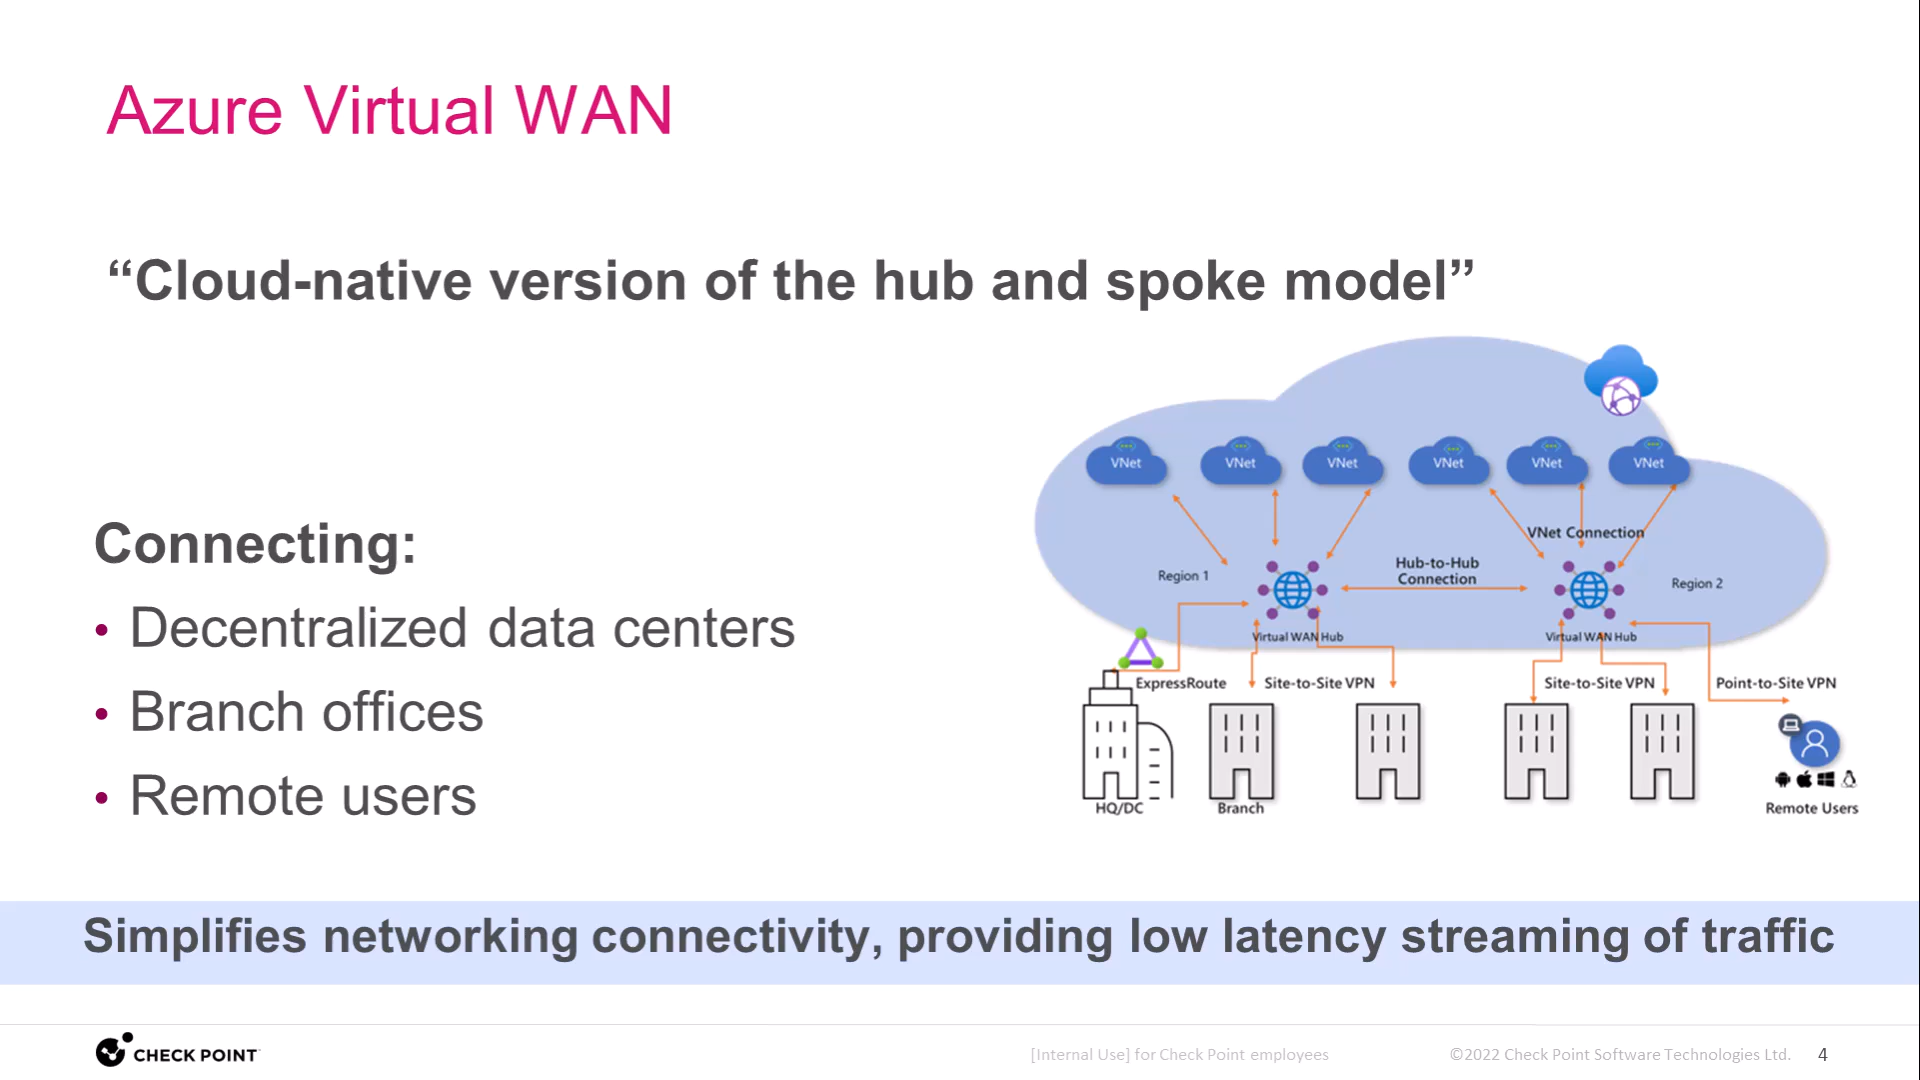 Azure Virtual WAN
“Cloud-native version of the hub and spoke model”
Connecting:
• Decentralized data centers
• Branch offices
• Remote users
VNet VNet VNet VNet VNet VNet
VNet Connection
Hub-to-Hub
Connection
Region 1
Region 2
Virtual WAN Hub
Virtual WAN Hub
ExpressRoute
Site-to-Site VPN
Site-to-Site VPN
Point-to-Site VPN
HQ/DC
Branch
Remote Users
Simplifies networking connectivity, providing low latency streaming of traffic
CHECK POINT
[Internal Use] for Check Point employees
©2022 Check Point Software Technologies Ltd.
4